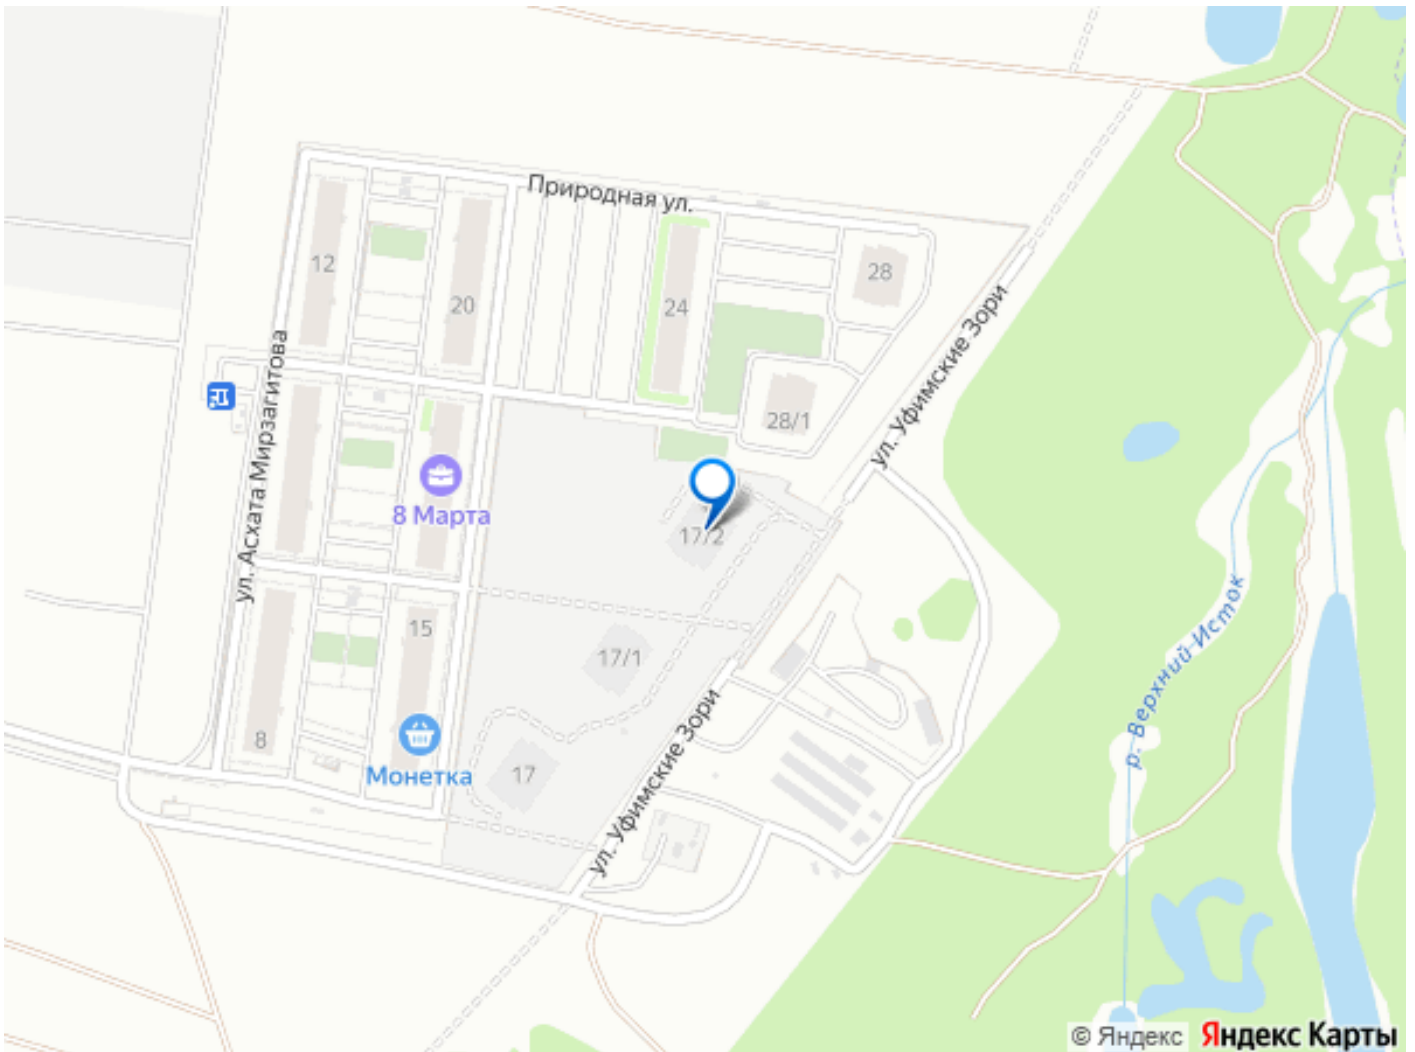 Природная ул.
12
20
24
28
ул. Асхата Мирзагитова
28/1
ул. Уфимские Зори
8 Марта
17/2
15
17/1
р. Верхний Исток
8
Монетка
17
ул. Уфимские Зори
© Яндекс Яндекс Карты